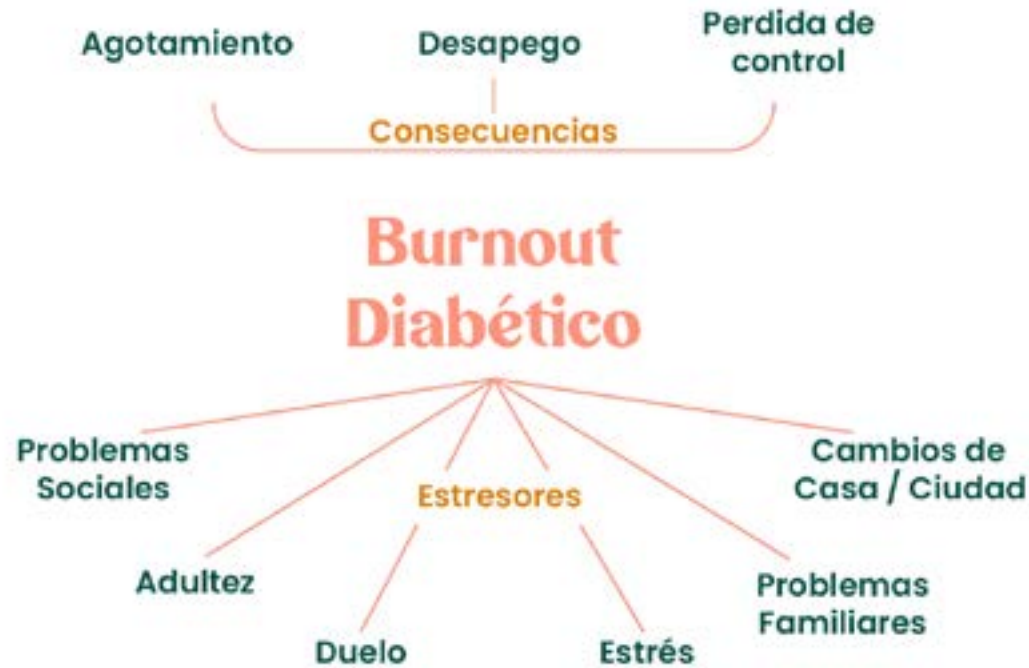 Agotamiento
Desapego
Perdida de
control
Consecuencias
Burnout
Diabético
Problemas
Sociales
Estresores
Cambios de
Casa / Ciudad
Adultez
Problemas
Familiares
Duelo
Estrés